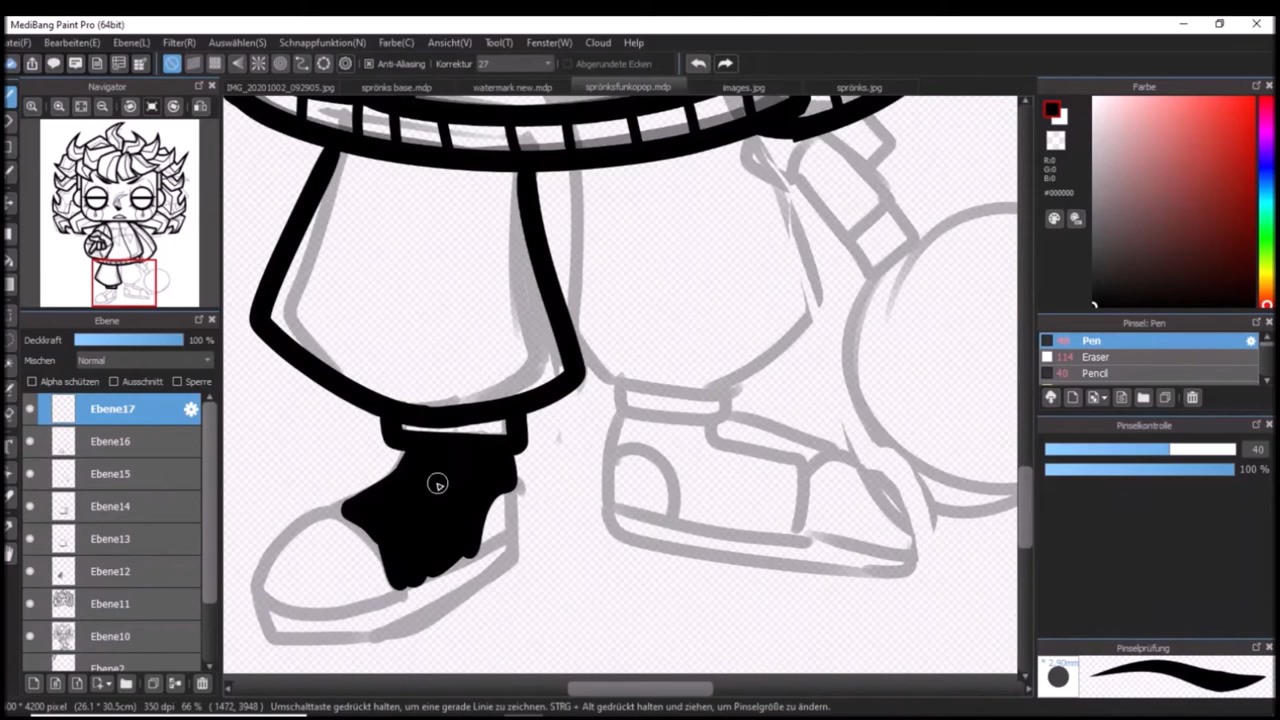 MediBang Paint Pro (64bit)
atei(F) Bearbeiten(E) Ebene(L) Filter(R) Auswählen(S) Schnappfunktion(N) Farbe(C) Ansicht(V) Tool(T) Fenster(W) Cloud Help
Anti-Aliasing Korrektur 27 Abgerundete Ecken
Navigator
IMG_20201002_092905.jpg sprönks base.mdp watermark new.mdp sprönksfunkopop.mdp images.jpg sprönks.jpg
Farbe
R:0
G:0
B:0
#000000
Ebene
Deckkraft 100 %
Mischen Normal
Alpha schützen Ausschnitt Sperre
Ebene17
Ebene16
Ebene15
Ebene14
Ebene13
Ebene12
Ebene11
Ebene10
Ebene2
Pinsel: Pen
Pen
114 Eraser
40 Pencil
Pinselkontrolle
40
100 %
Pinselprüfung
* 2.90mm
00 * 4200 pixel (26.1 * 30.5cm) 350 dpi 66 % ( 1472, 3948 ) Umschalttaste gedrückt halten, um eine gerade Linie zu zeichnen. STRG + Alt gedrückt halten und ziehen, um Pinselgröße zu ändern.